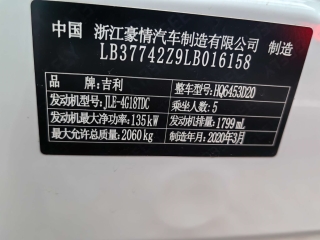 中国 浙江豪情汽车制造有限公司 制造
LB37742Z9LB016158
品牌:吉利 整车型号:HQ6453D20
发动机型号:JLE-4G18TDC 乘坐人数:5
发动机最大净功率:135kW 发动机排量:1799mL
最大允许总质量:2060kg 制造年月:2020年3月